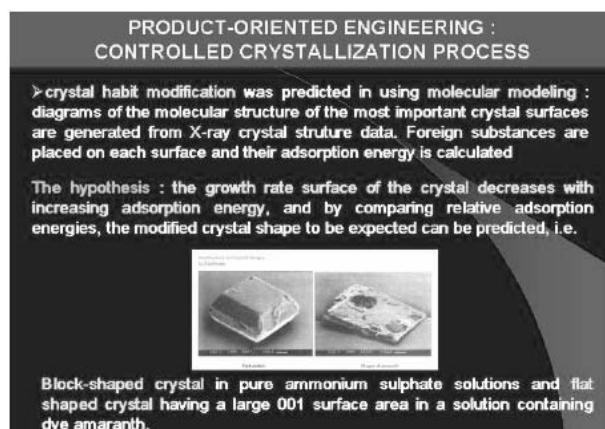 PRODUCT-ORIENTED ENGINEERING :
CONTROLLED CRYSTALLIZATION PROCESS
➢crystal habit modification was predicted in using molecular modeling :
diagrams of the molecular structure of the most important crystal surfaces
are generated from X-ray crystal struture data. Foreign substances are
placed on each surface and their adsorption energy is calculated
The hypothesis : the growth rate surface of the crystal decreases with
increasing adsorption energy, and by comparing relative adsorption
energies, the modified crystal shape to be expected can be predicted, i.e.
Block-shaped crystal in pure ammonium sulphate solutions and flat
shaped crystal having a large 001 surface area in a solution containing
dye amaranth.